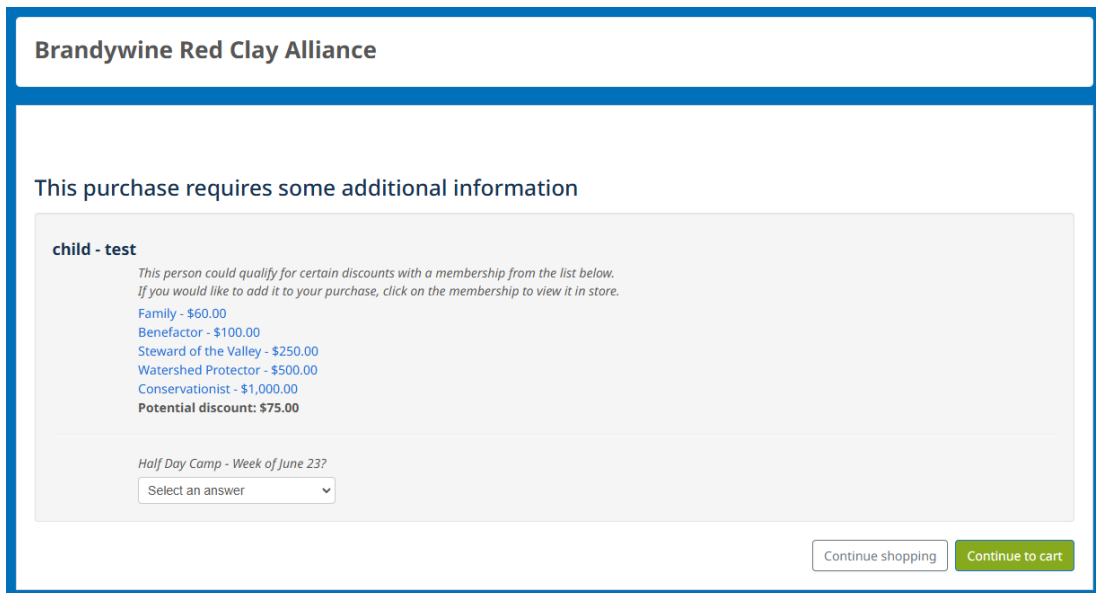 Brandywine Red Clay Alliance
This purchase requires some additional information
child - test
This person could qualify for certain discounts with a membership from the list below.
If you would like to add it to your purchase, click on the membership to view it in store.
Family - $60.00
Benefactor - $100.00
Steward of the Valley - $250.00
Watershed Protector - $500.00
Conservationist - $1,000.00
Potential discount: $75.00
Half Day Camp - Week of June 23?
Select an answer
Continue shopping
Continue to cart